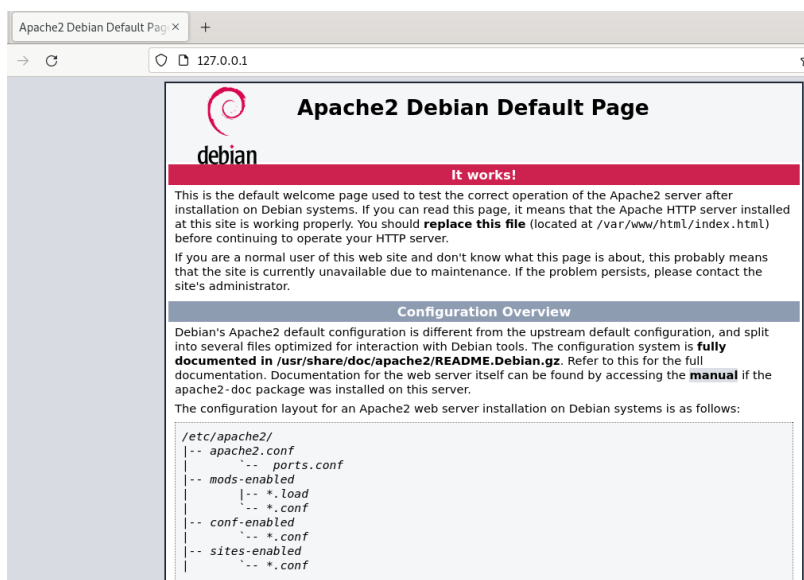 Apache2 Debian Default Pag
+
127.0.0.1
debian
Apache2 Debian Default Page
It works!
This is the default welcome page used to test the correct operation of the Apache2 server after
installation on Debian systems. If you can read this page, it means that the Apache HTTP server installed
at this site is working properly. You should replace this file (located at /var/www/html/index.html)
before continuing to operate your HTTP server.
If you are a normal user of this web site and don't know what this page is about, this probably means
that the site is currently unavailable due to maintenance. If the problem persists, please contact the
site's administrator.
Configuration Overview
Debian's Apache2 default configuration is different from the upstream default configuration, and split
into several files optimized for interaction with Debian tools. The configuration system is fully
documented in /usr/share/doc/apache2/README.Debian.gz. Refer to this for the full
documentation. Documentation for the web server itself can be found by accessing the manual if the
apache2-doc package was installed on this server.
The configuration layout for an Apache2 web server installation on Debian systems is as follows:
/etc/apache2/
|-- apache2.conf
|       `--  ports.conf
|-- mods-enabled
|       |-- *.load
|       `-- *.conf
|-- conf-enabled
|       `-- *.conf
|-- sites-enabled
|       `-- *.conf